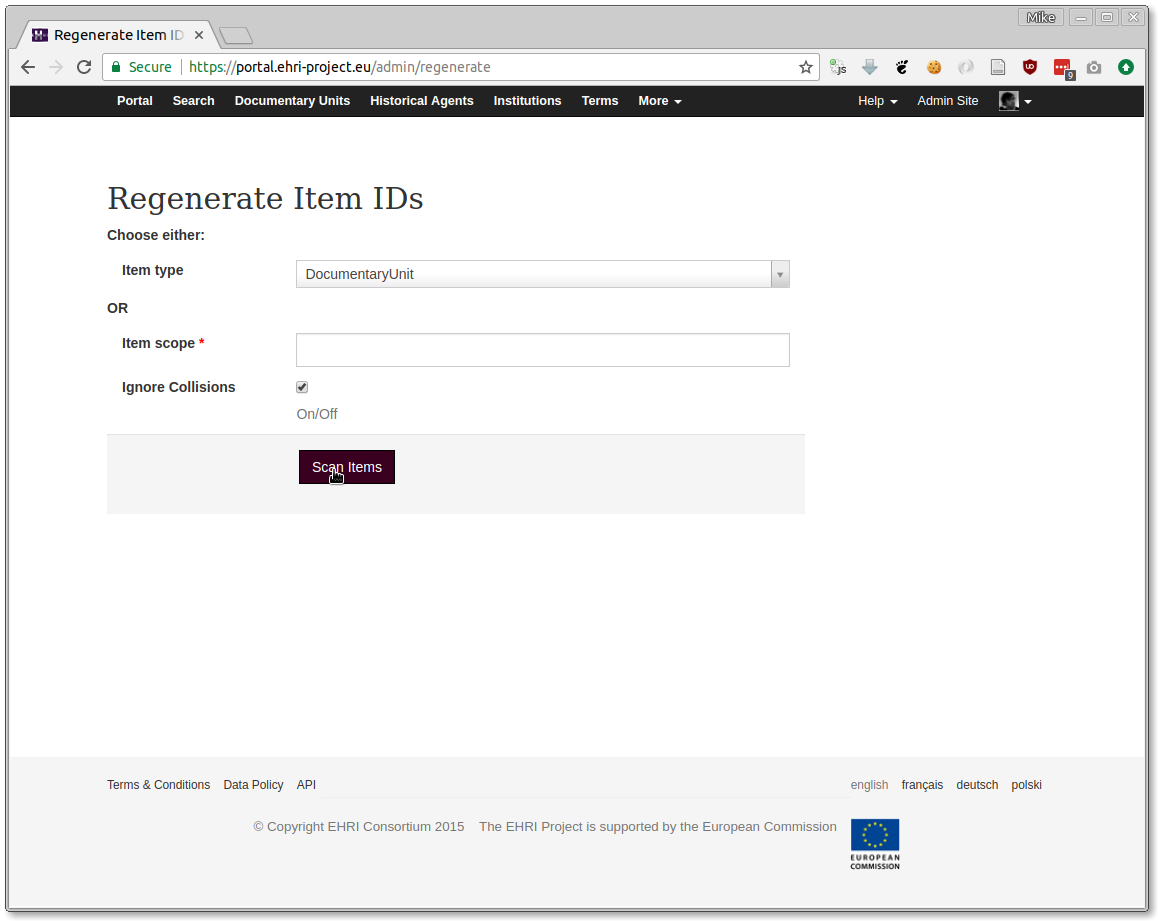 Mike
Regenerate Item ID
Secure https://portal.ehri-project.eu/admin/regenerate
JS
UD
9
Portal Search Documentary Units Historical Agents Institutions Terms More Help Admin Site
Regenerate Item IDs
Choose either:
Item type DocumentaryUnit
OR
Item scope *
Ignore Collisions
On/Off
Scan Items
Terms & Conditions Data Policy API english français deutsch polski
© Copyright EHRI Consortium 2015 The EHRI Project is supported by the European Commission
EUROPEAN
COMMISSION